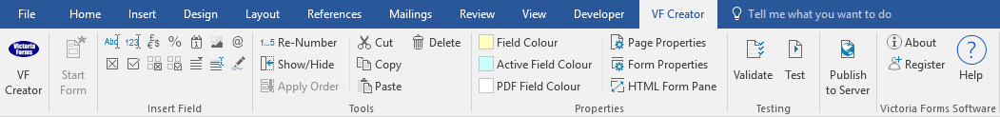 File Home Insert Design Layout References Mailings Review View Developer VF Creator Tell me what you want to do
Victoria Forms
VF Creator
Start Form
Abc 123 £ € $ % @
Insert Field
1...5 Re-Number
Show/Hide
Apply Order
Cut
Copy
Paste
Delete
Tools
Field Colour
Active Field Colour
PDF Field Colour
Page Properties
Form Properties
HTML Form Pane
Properties
Validate
Test
Testing
Publish to Server
About
Register
? Help
Victoria Forms Software